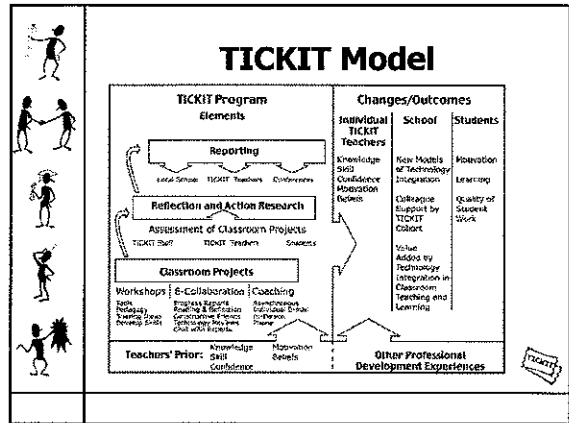 TICKIT Model
TICKIT Program
Elements
Reporting
Local School TICKIT Teachers Conferences
Reflection and Action Research
Assessment of Classroom Projects
TICKIT Staff TICKIT Teachers Students
Classroom Projects
Workshops E-Collaboration Coaching
Tools
Pedagogy
Sharing Ideas
Develop Skills
Progress Reports
Reading & Reflection
Constructive Friends
Technology Reviews
Chat with Experts
Asynchronous
Individual Email
In-Person
Phone
Teachers' Prior:
Knowledge
Skill
Confidence
Motivation
Beliefs
Changes/Outcomes
Individual
TICKIT
Teachers
Knowledge
Skill
Confidence
Motivation
Beliefs
School
New Models
of Technology
Integration
Colleague
Support by
TICKIT
Cohort
Value
Added by
Technology
Integration in
Classroom
Teaching and
Learning
Students
Motivation
Learning
Quality of
Student
Work
Other Professional
Development Experiences
TICKIT